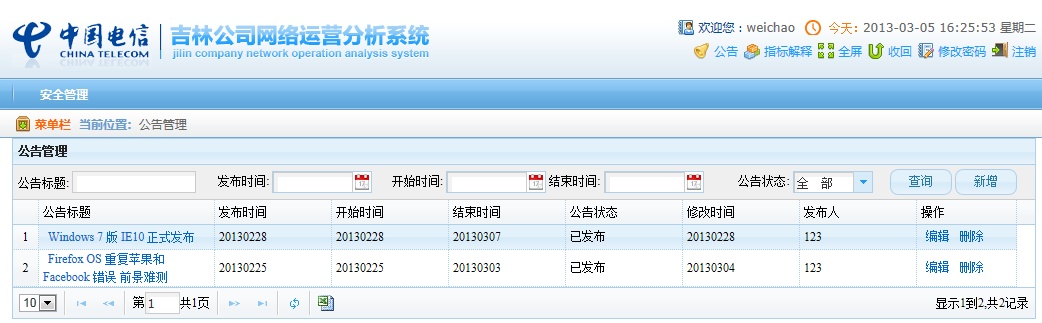 中国电信 吉林公司网络运营分析系统 欢迎您：weichao 今天：2013-03-05 16:25:53 星期二
CHINA TELECOM jilin company network operation analysis system 公告 指标解释 全屏 收回 修改密码 注销
安全管理
菜单栏 当前位置： 公告管理
公告管理
公告标题: 发布时间: 开始时间: 结束时间: 公告状态: 全 部 查询 新增
公告标题 发布时间 开始时间 结束时间 公告状态 修改时间 发布人 操作
1 Windows 7 版 IE10 正式发布 20130228 20130228 20130307 已发布 20130228 123 编辑 删除
2 Firefox OS 重复苹果和
Facebook 错误 前景难测 20130225 20130225 20130303 已发布 20130304 123 编辑 删除
10 第 1 共1页 显示1到2,共2记录